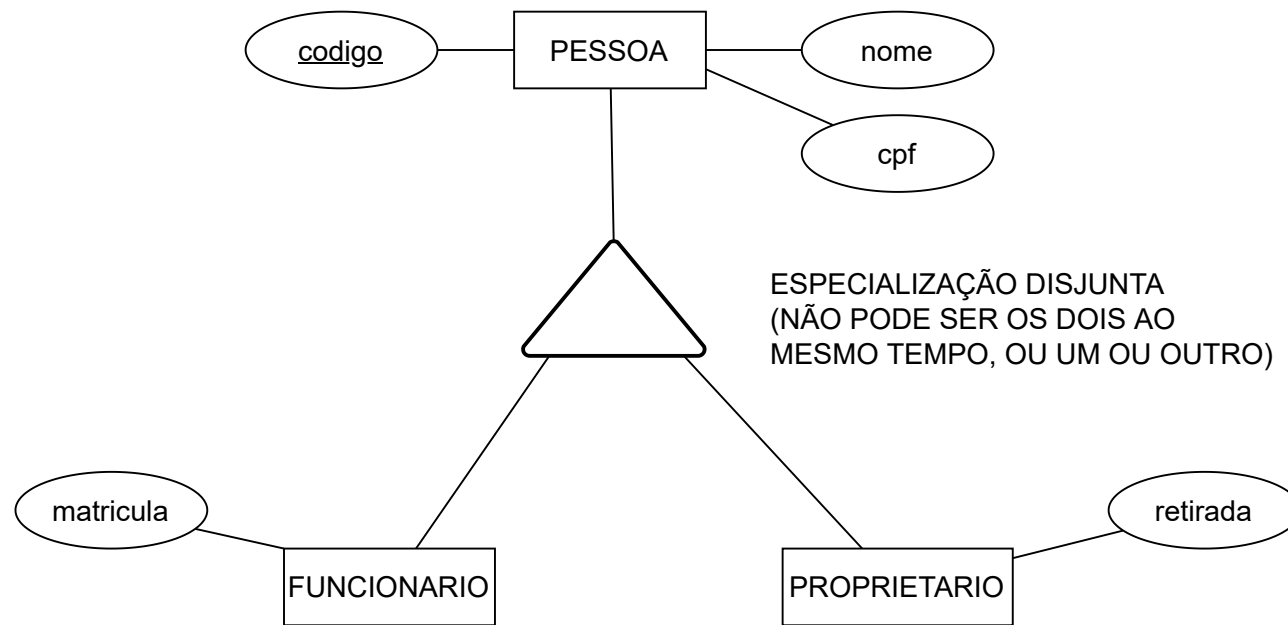 codigo
PESSOA
nome
cpf
ESPECIALIZAÇÃO DISJUNTA
(NÃO PODE SER OS DOIS AO
MESMO TEMPO, OU UM OU OUTRO)
matricula
retirada
FUNCIONARIO
PROPRIETARIO